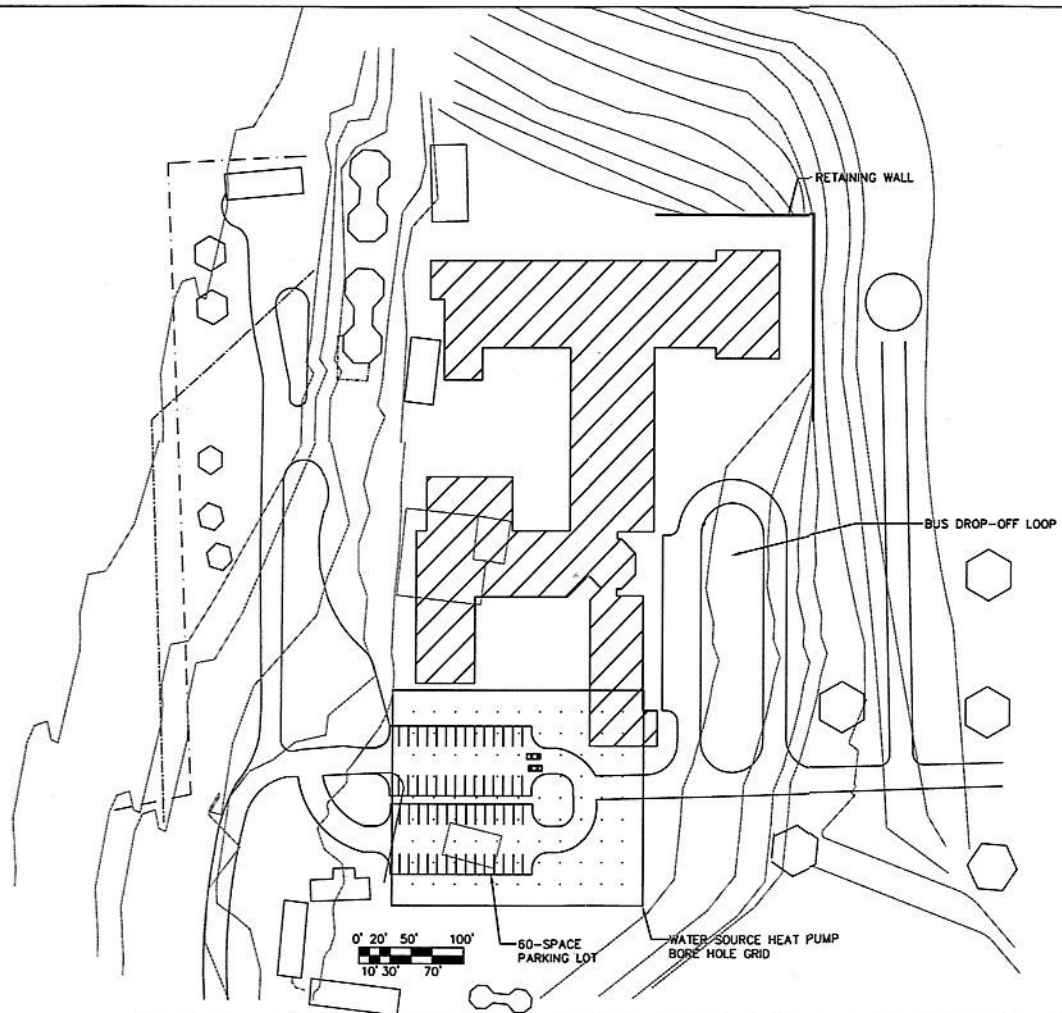 RETAINING WALL
BUS DROP-OFF LOOP
0' 20' 50' 100'
10' 30' 70'
60-SPACE
PARKING LOT
WATER SOURCE HEAT PUMP
BORE HOLE GRID